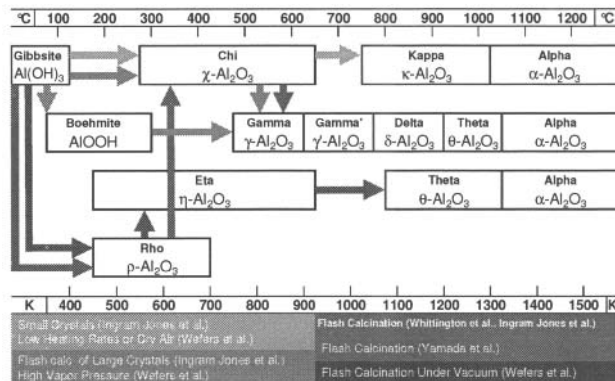 °C 100 200 300 400 500 600 700 800 900 1000 1100 1200 °C
Gibbsite Chi Kappa Alpha
Al(OH)₃ χ-Al₂O₃ κ-Al₂O₃ α-Al₂O₃
Boehmite Gamma Gamma' Delta Theta Alpha
AlOOH γ-Al₂O₃ γ'-Al₂O₃ δ-Al₂O₃ θ-Al₂O₃ α-Al₂O₃
Eta Theta Alpha
η-Al₂O₃ θ-Al₂O₃ α-Al₂O₃
Rho
ρ-Al₂O₃
K 400 500 600 700 800 900 1000 1100 1200 1300 1400 1500 K
Small Crystals (Ingram Jones et al.) Flash Calcination (Whittington et al., Ingram Jones et al.)
Low Heating Rates or Dry Air (Wefers et al.)
Flash Calcination (Yamada et al.)
Flash calc of Large Crystals (Ingram Jones et al.)
High Vapor Pressure (Wefers et al.) Flash Calcination Under Vacuum (Wefers et al.)